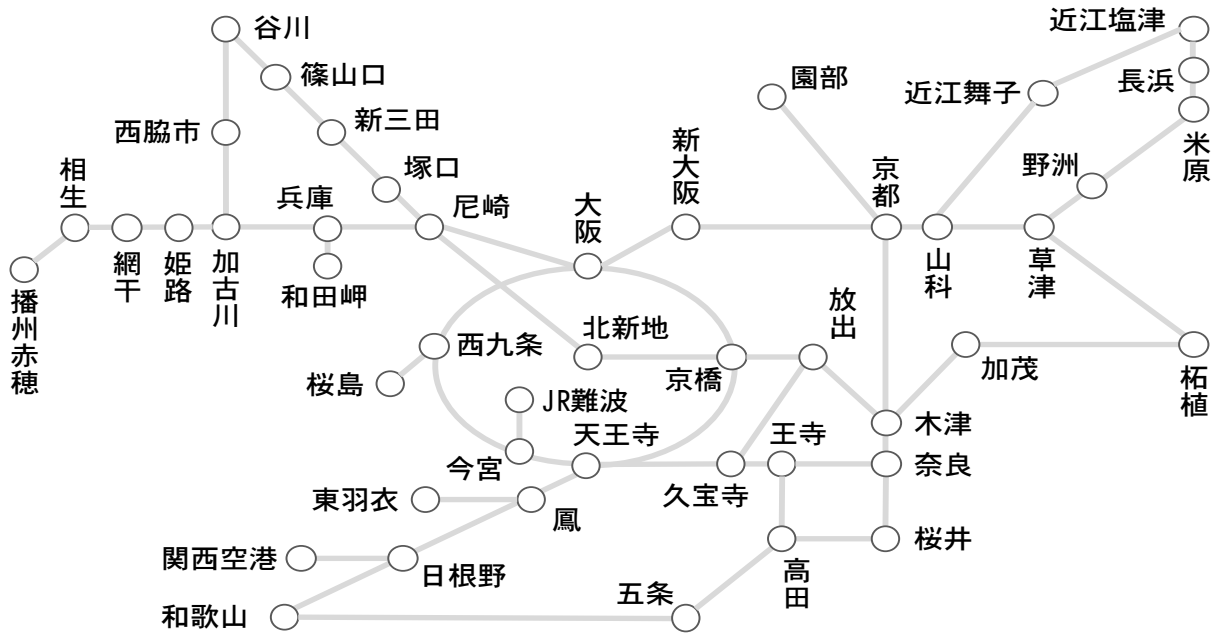 谷川
近江塩津
篠山口
園部
長浜
近江舞子
新三田
西脇市
新大阪
米原
相生
京都
野洲
塚口
兵庫
尼崎
大阪
網干
姫路
加古川
和田岬
山科
草津
播州赤穂
放出
北新地
西九条
京橋
加茂
桜島
柘植
JR難波
天王寺
王寺
木津
今宮
奈良
久宝寺
東羽衣
鳳
桜井
関西空港
日根野
高田
五条
和歌山